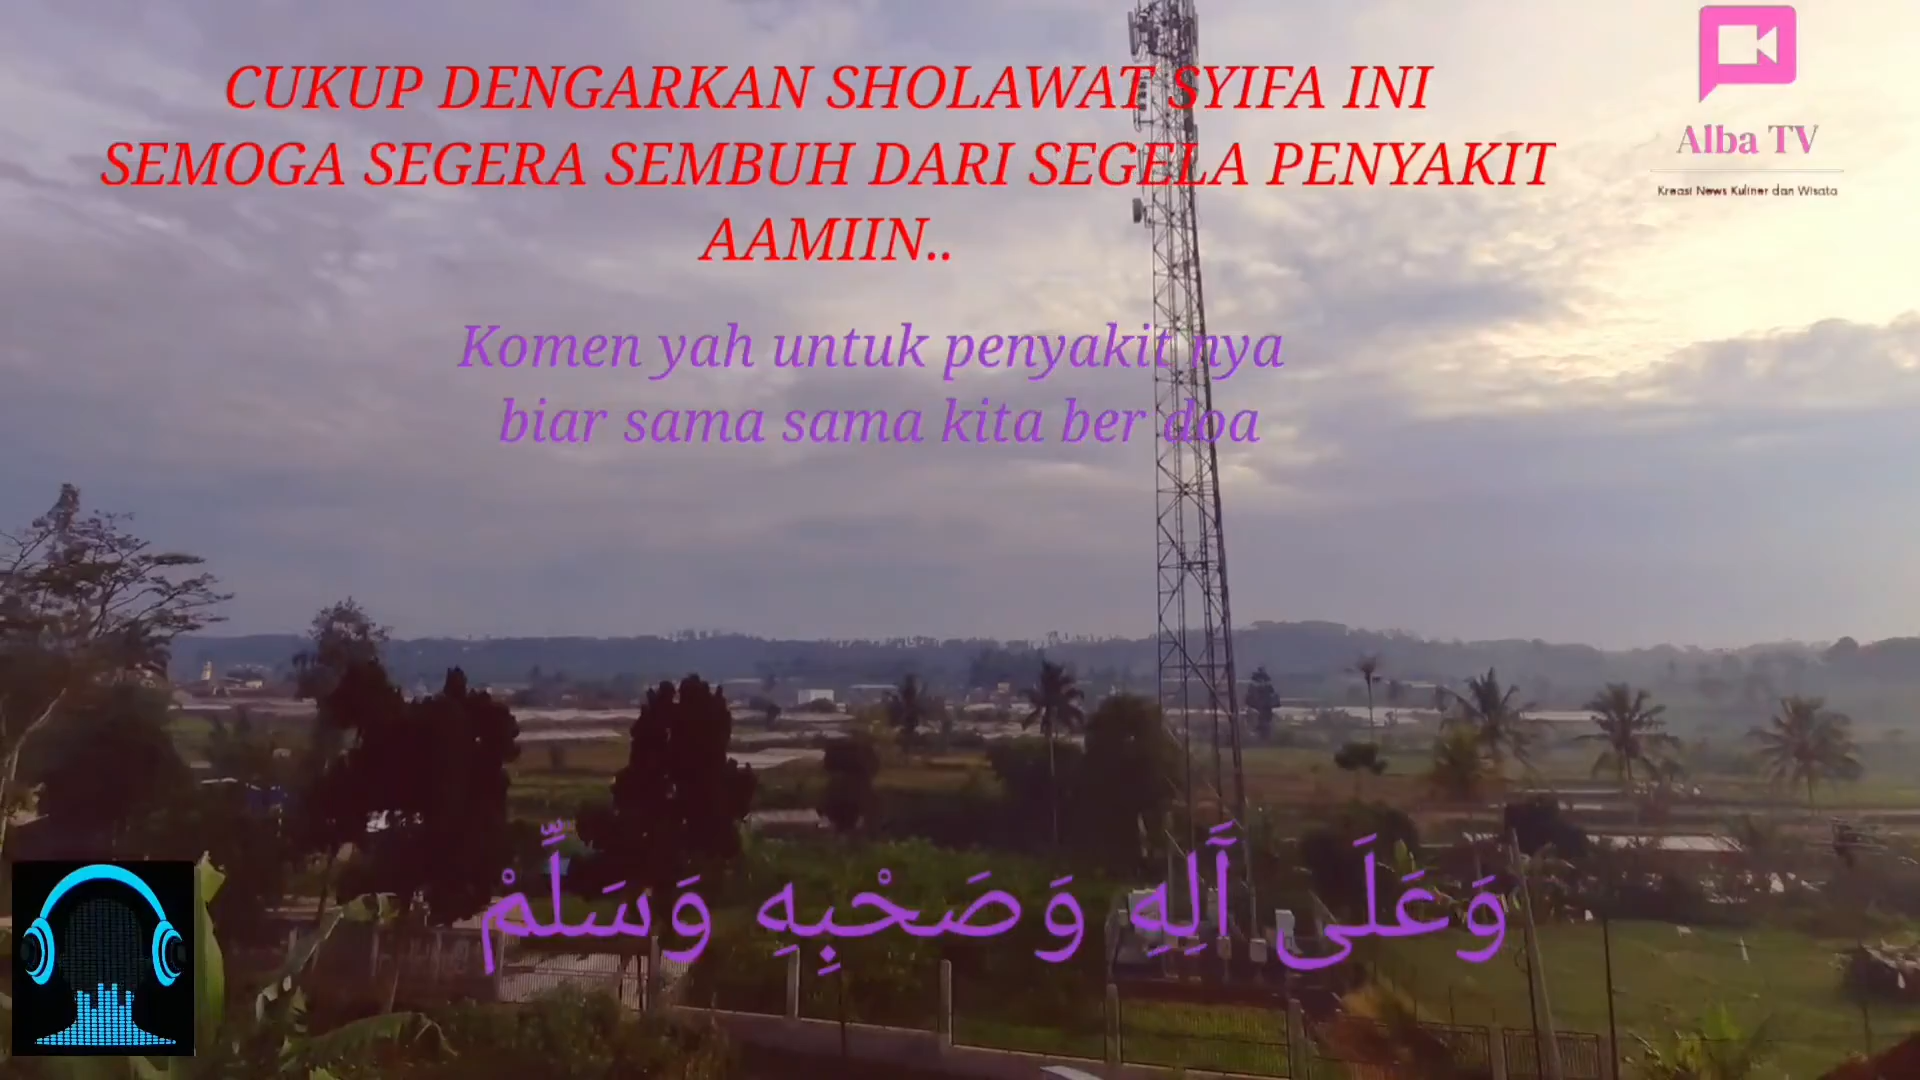 CUKUP DENGARKAN SHOLAWAT SYIFA INI
SEMOGA SEGERA SEMBUH DARI SEGELA PENYAKIT
AAMIIN..
Alba TV
Kreasi News Kuliner dan Wisata
Komen yah untuk penyakit nya
biar sama sama kita ber doa
وَعَلَى آَلِهِ وَصَحْبِهِ وَسَلِّمْ